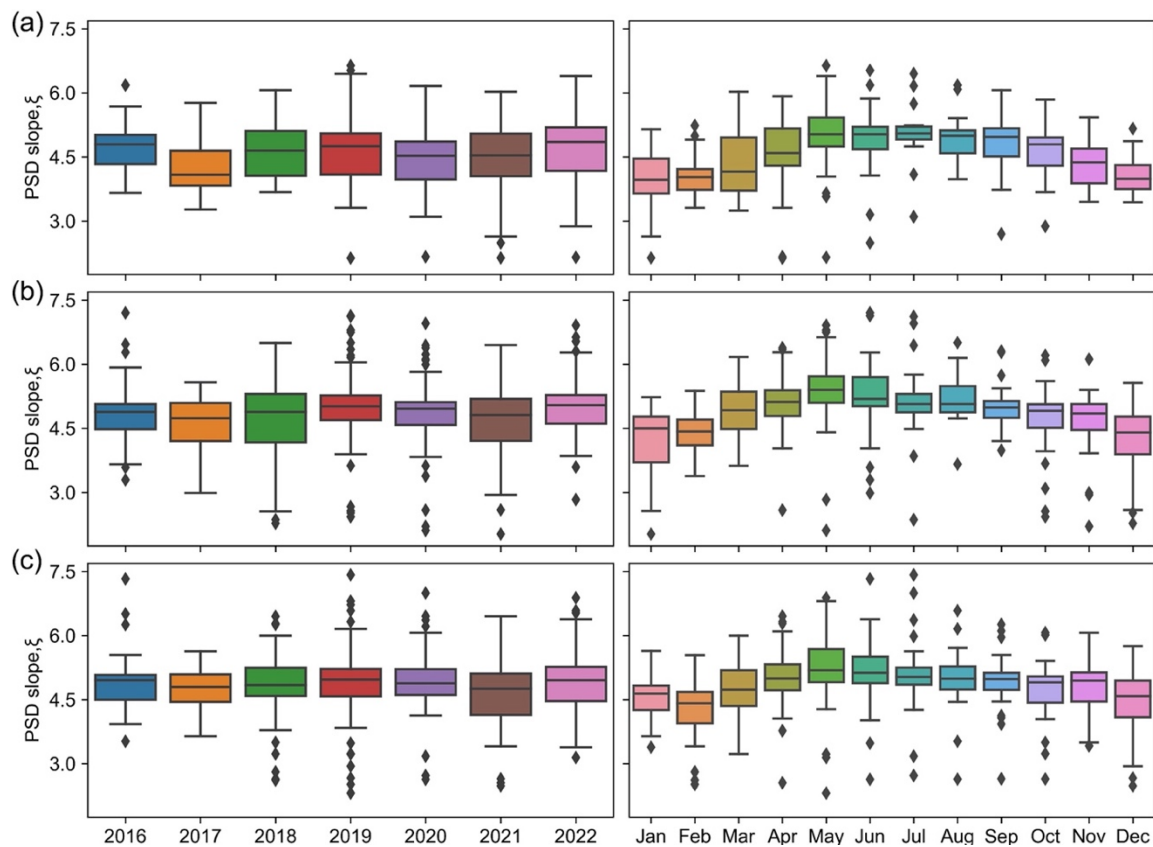 (a)
7.5
6.0
4.5
3.0
PSD slope,ξ
(b)
7.5
6.0
4.5
3.0
PSD slope,ξ
(c)
7.5
6.0
4.5
3.0
PSD slope,ξ
2016 2017 2018 2019 2020 2021 2022
Jan Feb Mar Apr May Jun Jul Aug Sep Oct Nov Dec